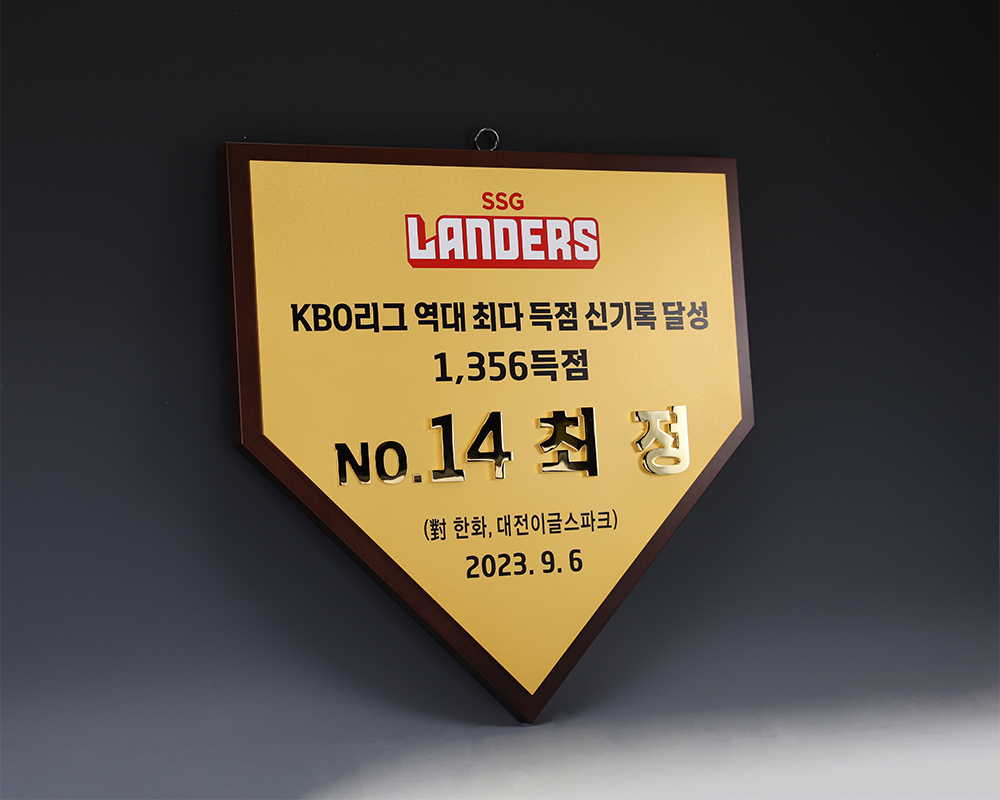 SSG
LANDERS
KBO리그 역대 최다 득점 신기록 달성
1,356득점
NO.14 최 정
(對 한화, 대전이글스파크)
2023. 9. 6